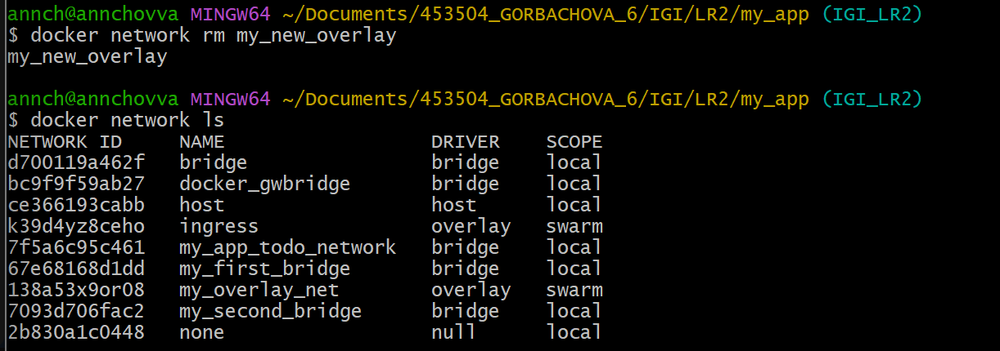 annch@annchovva MINGW64 ~/Documents/453504_GORBACHOVA_6/IGI/LR2/my_app (IGI_LR2)
$ docker network rm my_new_overlay
my_new_overlay
annch@annchovva MINGW64 ~/Documents/453504_GORBACHOVA_6/IGI/LR2/my_app (IGI_LR2)
$ docker network ls
NETWORK ID     NAME                  DRIVER    SCOPE
d700119a462f   bridge                bridge    local
bc9f9f59ab27   docker_gwbridge       bridge    local
ce366193cabb   host                  host      local
k39d4yz8ceho   ingress               overlay   swarm
7f5a6c95c461   my_app_todo_network   bridge    local
67e68168d1dd   my_first_bridge       bridge    local
138a53x9or08   my_overlay_net        overlay   swarm
7093d706fac2   my_second_bridge      bridge    local
2b830a1c0448   none                  null      local